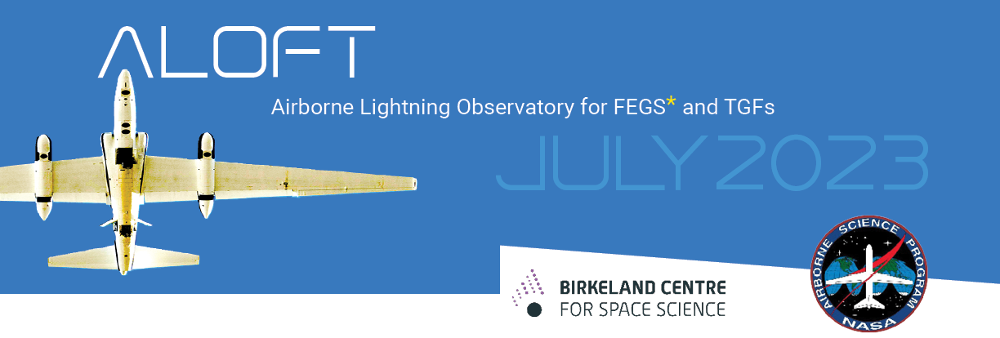 ALOFT
Airborne Lightning Observatory for FEGS* and TGFs
JULY2023
BIRKELAND CENTRE
FOR SPACE SCIENCE
AIRBORNE SCIENCE PROGRAM
NASA